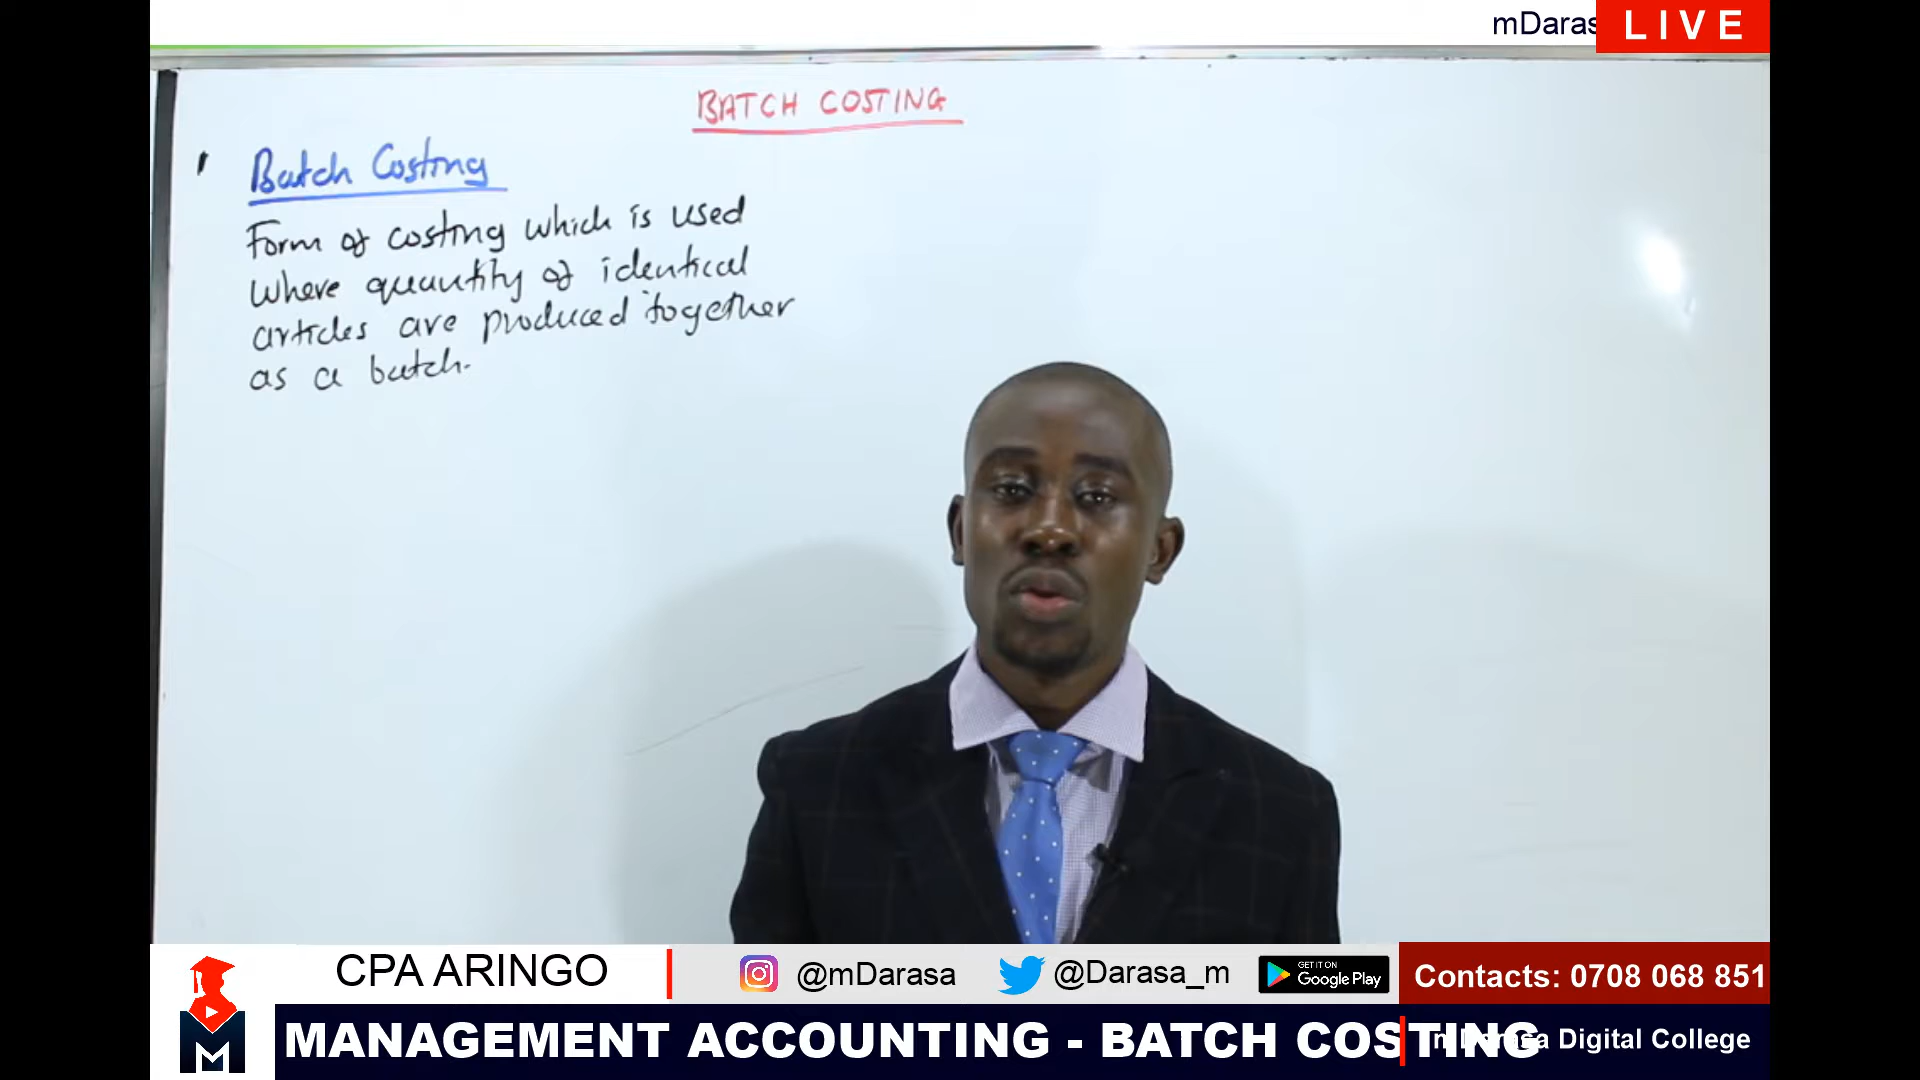 mDaras
LIVE
BATCH COSTING
Batch Costing
Form of costing which is used
where quantity of identical
articles are produced together
as a batch.
CPA ARINGO
@mDarasa
@Darasa_m
GET IT ON
Google Play
Contacts: 0708 068 851
MANAGEMENT ACCOUNTING - BATCH COSTING
Darasa Digital College